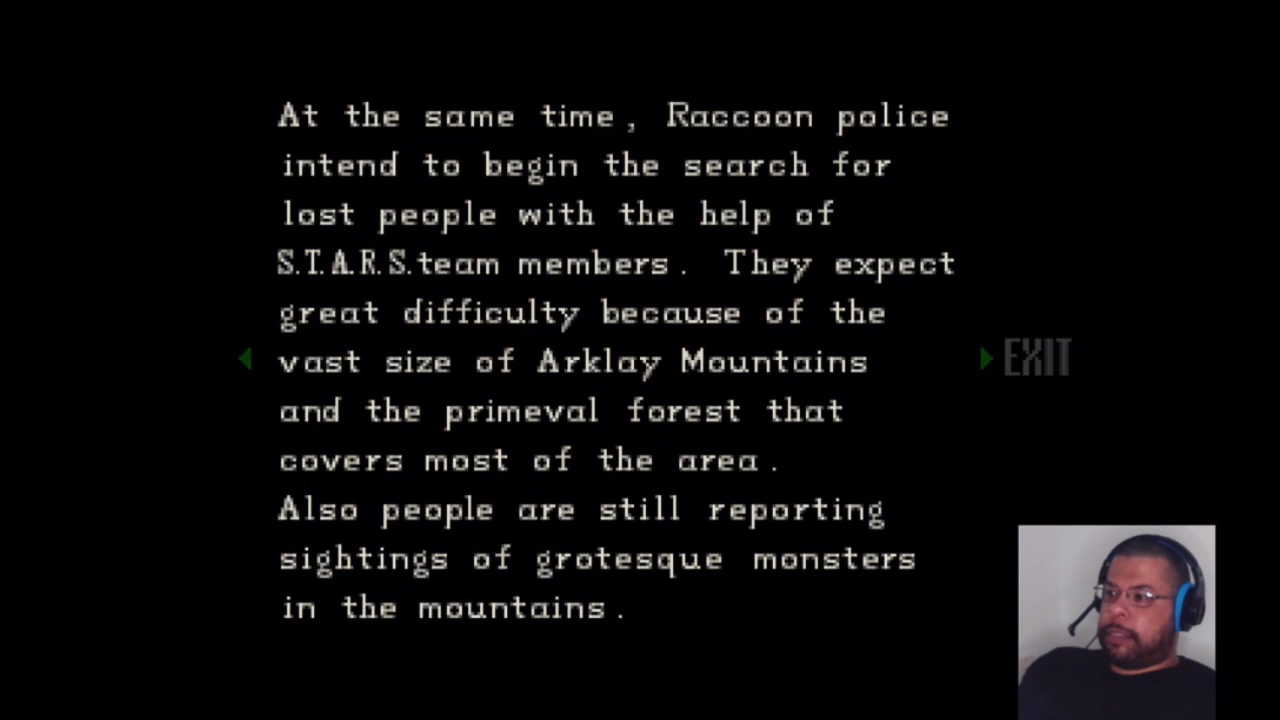 At the same time, Raccoon police
intend to begin the search for
lost people with the help of
S.T.A.R.S.team members. They expect
great difficulty because of the
vast size of Arklay Mountains
and the primeval forest that
covers most of the area.
Also people are still reporting
sightings of grotesque monsters
in the mountains.
EXIT